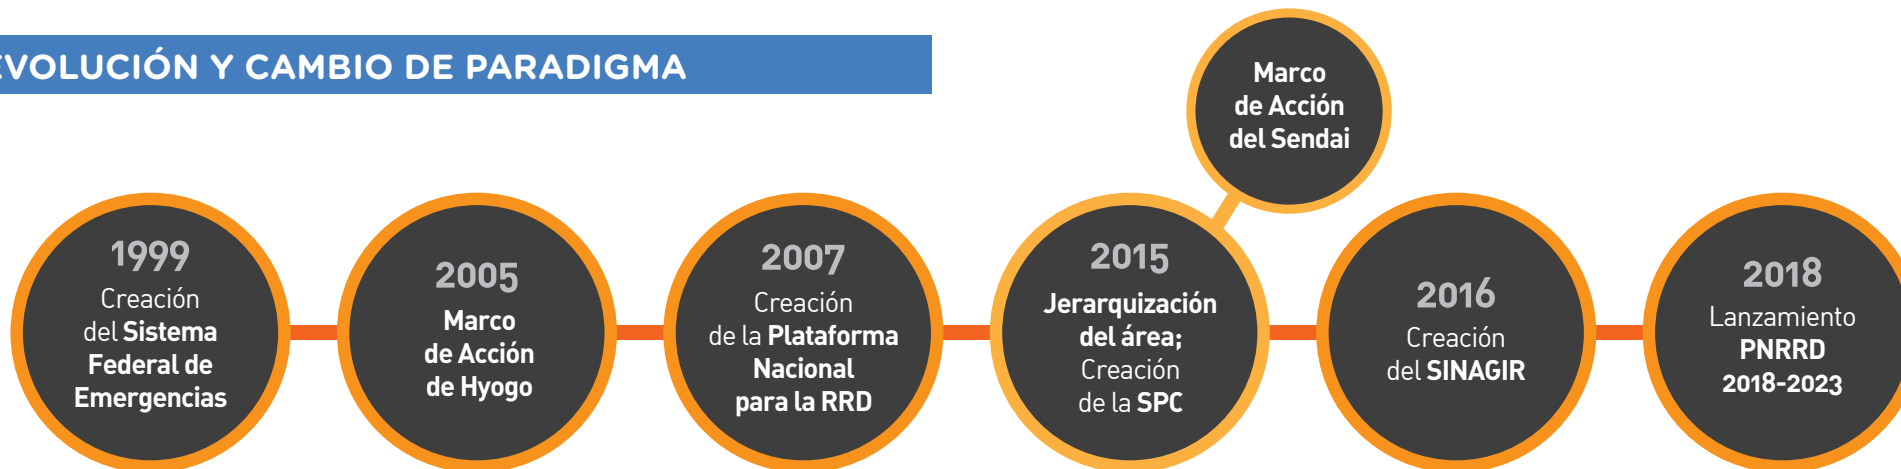 EVOLUCIÓN Y CAMBIO DE PARADIGMA
1999
Creación
del Sistema
Federal de
Emergencias
2005
Marco
de Acción
de Hyogo
2007
Creación
de la Plataforma
Nacional
para la RRD
2015
Jerarquización
del área;
Creación
de la SPC
Marco
de Acción
del Sendai
2016
Creación
del SINAGIR
2018
Lanzamiento
PNRRD
2018-2023